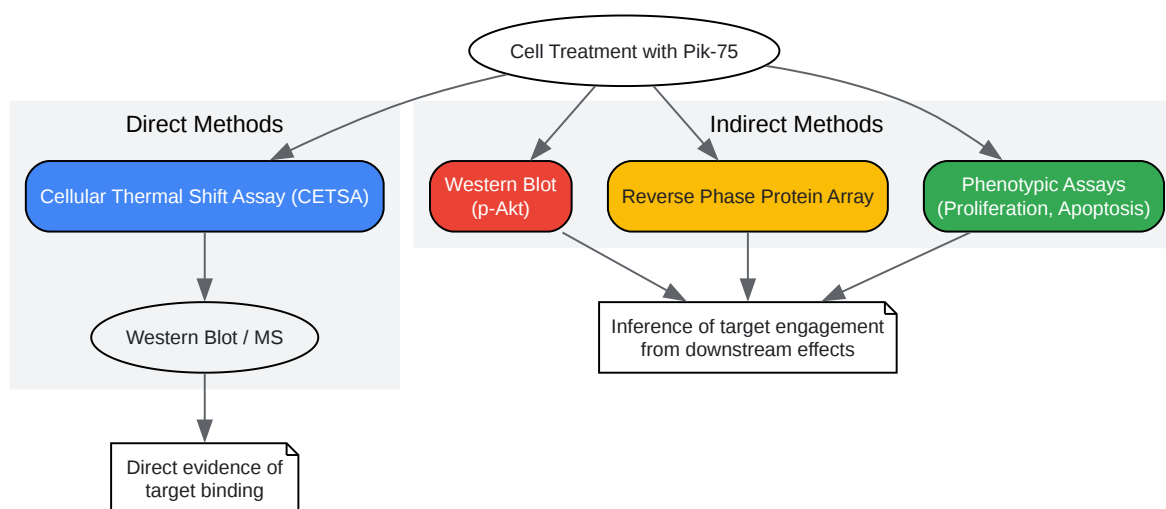 Cell Treatment with Pik-75
Direct Methods
Indirect Methods
Cellular Thermal Shift Assay (CETSA)
Western Blot
(p-Akt)
Reverse Phase Protein Array
Phenotypic Assays
(Proliferation, Apoptosis)
Western Blot / MS
Inference of target engagement
from downstream effects
Direct evidence of
target binding